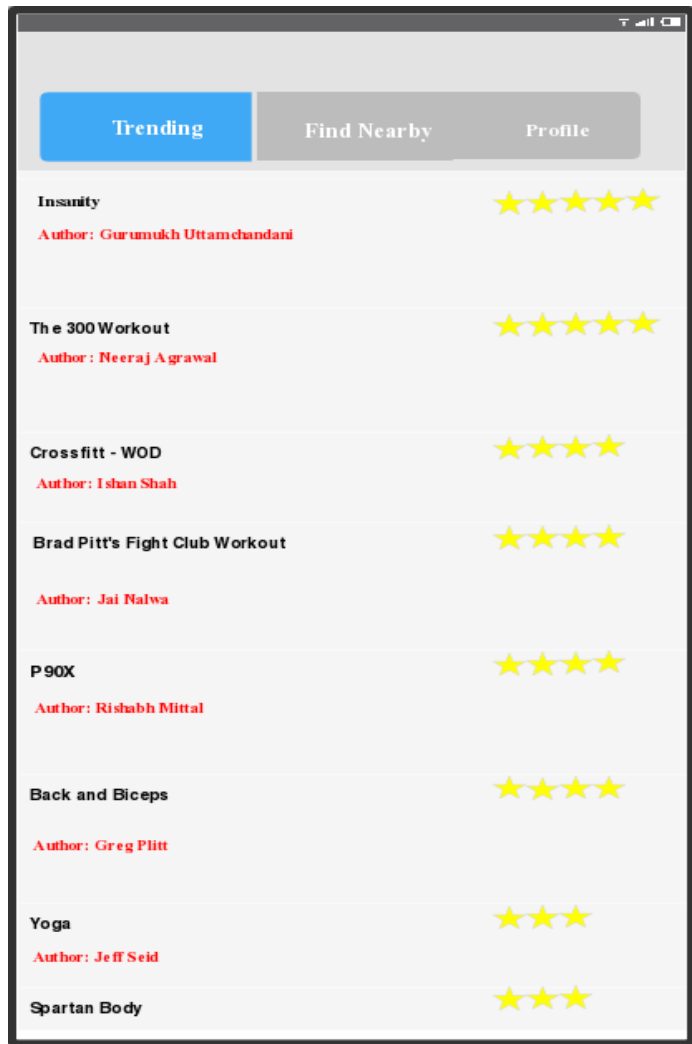 Trending Find Nearby Profile
Insanity
Author: Gurumukh Uttamchandani
The 300 Workout
Author: Neeraj Agrawal
Crossfitt - WOD
Author: Ishan Shah
Brad Pitt's Fight Club Workout
Author: Jai Nalwa
P90X
Author: Rishabh Mittal
Back and Biceps
Author: Greg Plitt
Yoga
Author: Jeff Seid
Spartan Body